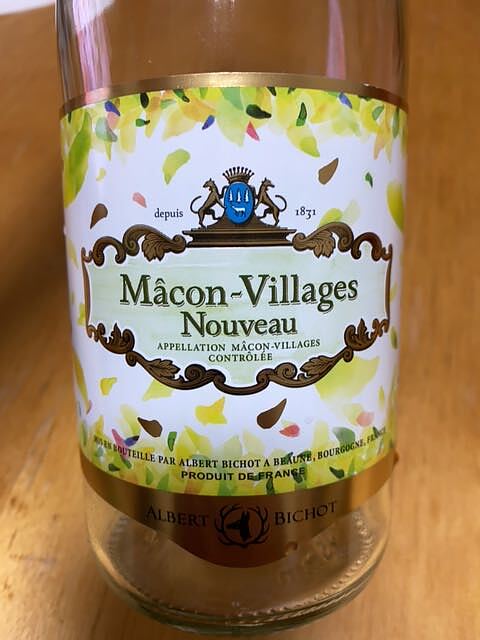 depuis 1831
Mâcon-Villages
Nouveau
APPELLATION MÂCON-VILLAGES
CONTRÔLÉE
MIS EN BOUTEILLE PAR ALBERT BICHOT A BEAUNE, BOURGOGNE, FRANCE
PRODUIT DE FRANCE
ALBERT BICHOT